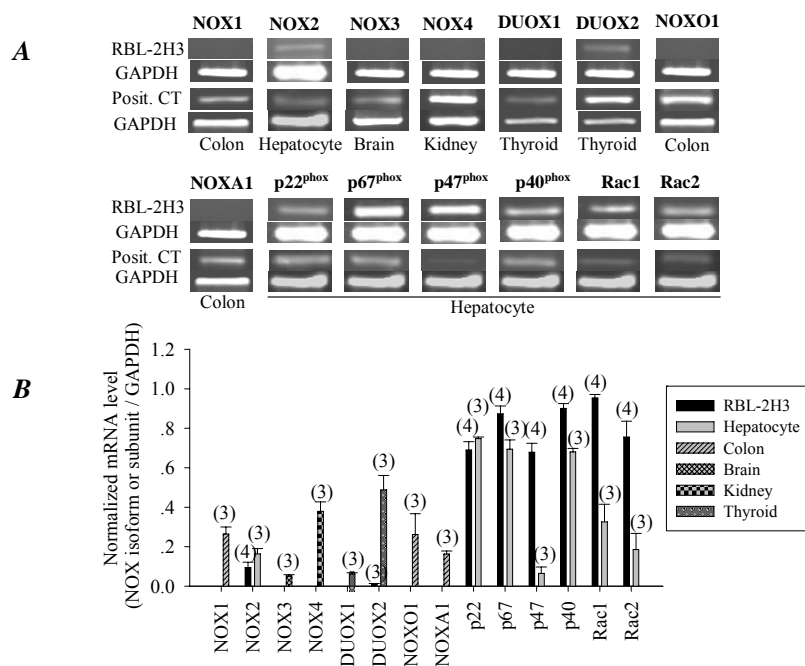 A
NOX1 NOX2 NOX3 NOX4 DUOX1 DUOX2 NOXO1
RBL-2H3
GAPDH
Posit. CT
GAPDH
Colon Hepatocyte Brain Kidney Thyroid Thyroid Colon
NOXA1 p22phox p67phox p47phox p40phox Rac1 Rac2
RBL-2H3
GAPDH
Posit. CT
GAPDH
Colon
Hepatocyte
B
Normalized mRNA level
(NOX isoform or subunit / GAPDH)
1.0
.8
.6
.4
.2
0.0
(3) (4) (3) (3) (3) (3) (3) (3) (3) (3) (4) (3) (4) (3) (4) (3) (4) (3) (4) (3) (4) (3)
NOX1 NOX2 NOX3 NOX4 DUOX1 DUOX2 NOXO1 NOXA1 p22 p67 p47 p40 Rac1 Rac2
RBL-2H3
Hepatocyte
Colon
Brain
Kidney
Thyroid